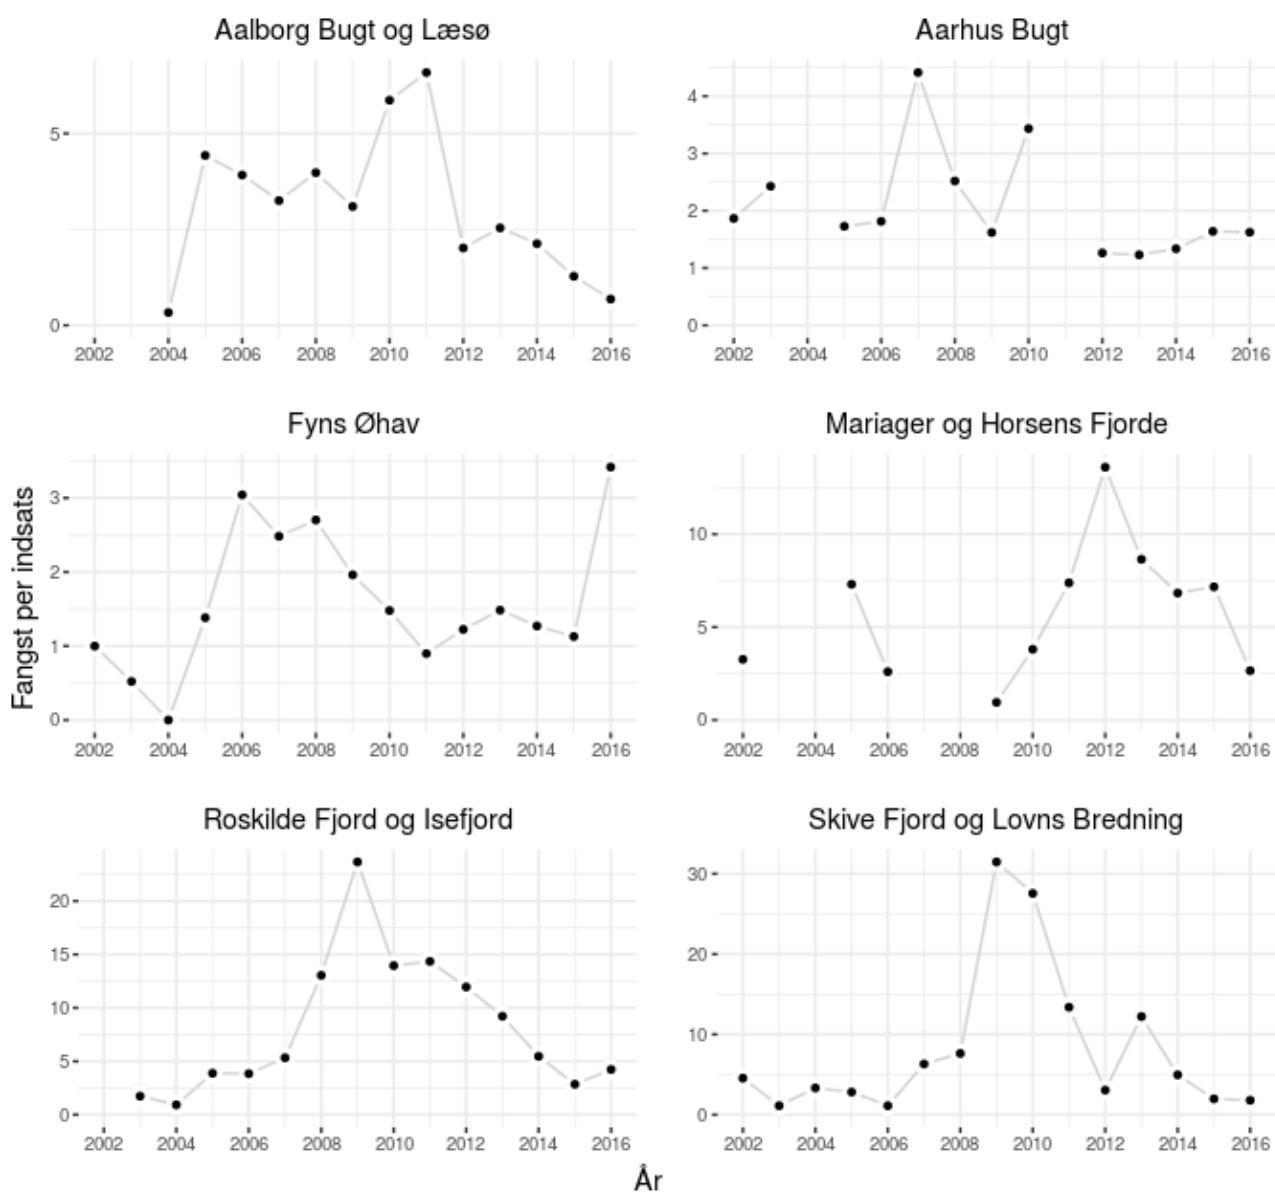 Aalborg Bugt og Læsø
5
0
2002 2004 2006 2008 2010 2012 2014 2016
Aarhus Bugt
4
3
2
1
0
2002 2004 2006 2008 2010 2012 2014 2016
Fangst per indsats
Fyns Øhav
3
2
1
0
2002 2004 2006 2008 2010 2012 2014 2016
Mariager og Horsens Fjorde
10
5
0
2002 2004 2006 2008 2010 2012 2014 2016
Roskilde Fjord og Isefjord
20
15
10
5
0
2002 2004 2006 2008 2010 2012 2014 2016
Skive Fjord og Lovns Bredning
30
20
10
0
2002 2004 2006 2008 2010 2012 2014 2016
År